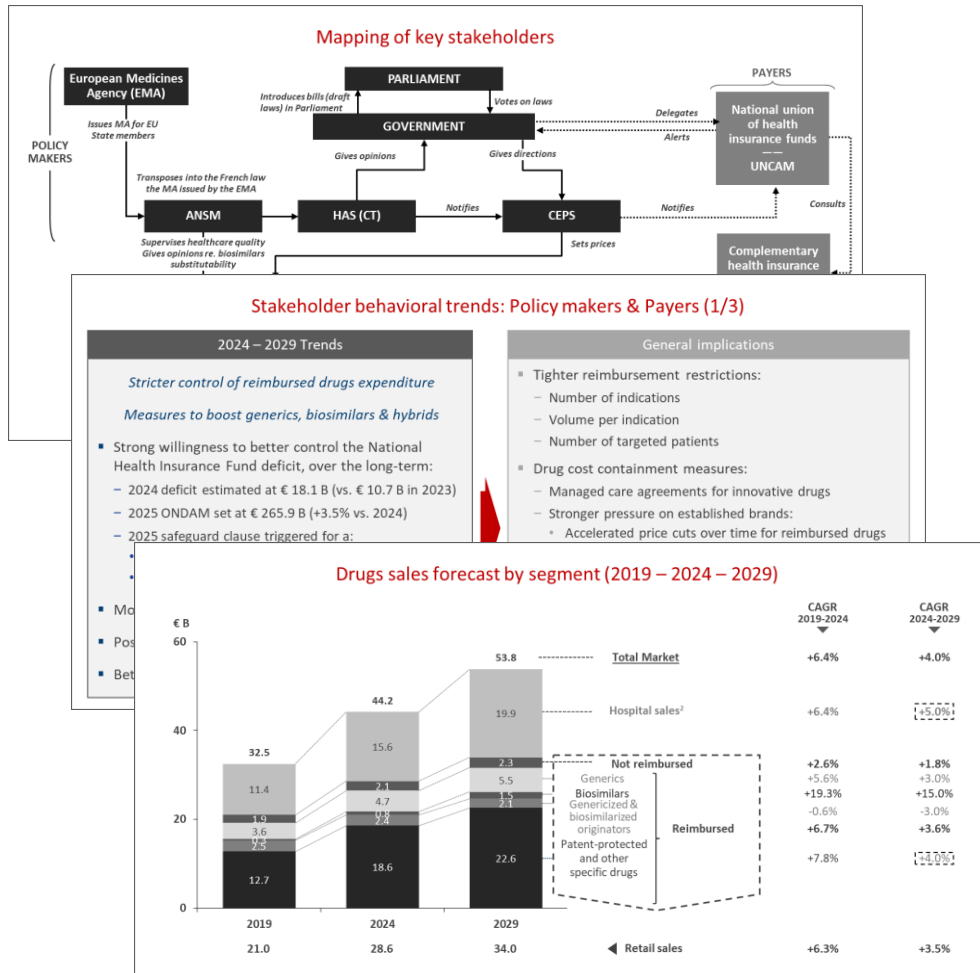 Mapping of key stakeholders
POLICY
MAKERS
European Medicines
Agency (EMA)
PARLIAMENT
PAYERS
Introduces bills (draft
laws) in Parliament
Votes on laws
Issues MA for EU
State members
GOVERNMENT
Delegates
Alerts
National union
of health
insurance funds
——
UNCAM
Gives opinions
Gives directions
Transposes into the French law
the MA issued by the EMA
ANSM
HAS (CT)
Notifies
CEPS
Notifies
Consults
Supervises healthcare quality
Gives opinions re. biosimilars
substitutability
Sets prices
Complementary
health insurance
Stakeholder behavioral trends: Policy makers & Payers (1/3)
2024 – 2029 Trends
Stricter control of reimbursed drugs expenditure
Measures to boost generics, biosimilars & hybrids
▪ Strong willingness to better control the National
Health Insurance Fund deficit, over the long-term:
– 2024 deficit estimated at € 18.1 B (vs. € 10.7 B in 2023)
– 2025 ONDAM set at € 265.9 B (+3.5% vs. 2024)
– 2025 safeguard clause triggered for a:
▪ Mo
▪ Pos
▪ Bet
General implications
▪ Tighter reimbursement restrictions:
– Number of indications
– Volume per indication
– Number of targeted patients
▪ Drug cost containment measures:
– Managed care agreements for innovative drugs
– Stronger pressure on established brands:
• Accelerated price cuts over time for reimbursed drugs
Drugs sales forecast by segment (2019 – 2024 – 2029)
€ B
CAGR
2019-2024
CAGR
2024-2029
60
40
20
0
32.5
11.4
1.9
3.6
0.3
2.5
12.7
44.2
15.6
2.1
4.7
0.8
2.4
18.6
53.8
19.9
2.3
5.5
1.5
2.1
22.6
Total Market +6.4% +4.0%
Hospital sales² +6.4% +5.0%
Not reimbursed +2.6% +1.8%
Generics +5.6% +3.0%
Biosimilars +19.3% +15.0%
Genericized &
biosimilarized
originators
-0.6% -3.0%
Reimbursed +6.7% +3.6%
Patent-protected
and other
specific drugs
+7.8% +4.0%
2019 2024 2029
21.0 28.6 34.0 Retail sales +6.3% +3.5%